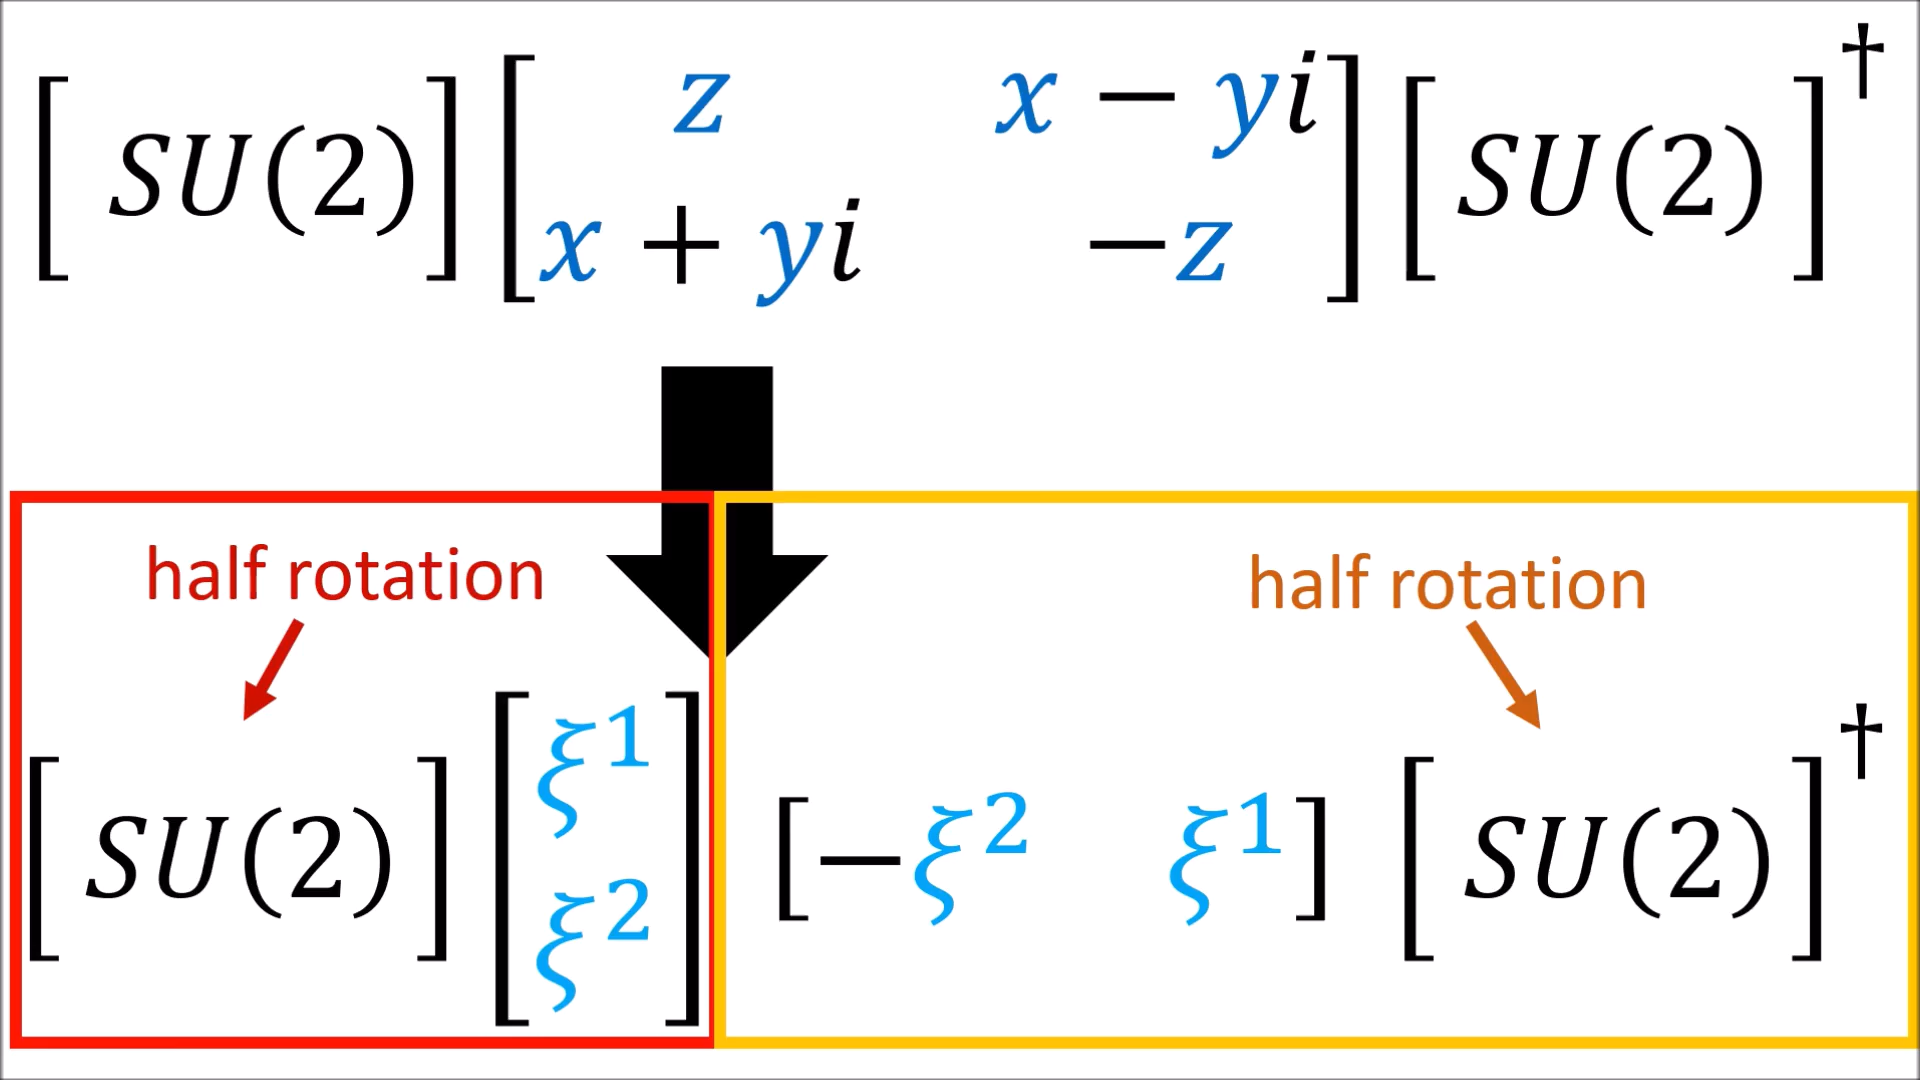 [ SU(2) ] [ z x − yi ] [ SU(2) ]†
[ x + yi −z ]
half rotation half rotation
[ SU(2) ] [ ξ¹ ] [ −ξ² ξ¹ ] [ SU(2) ]†
[ ξ² ]